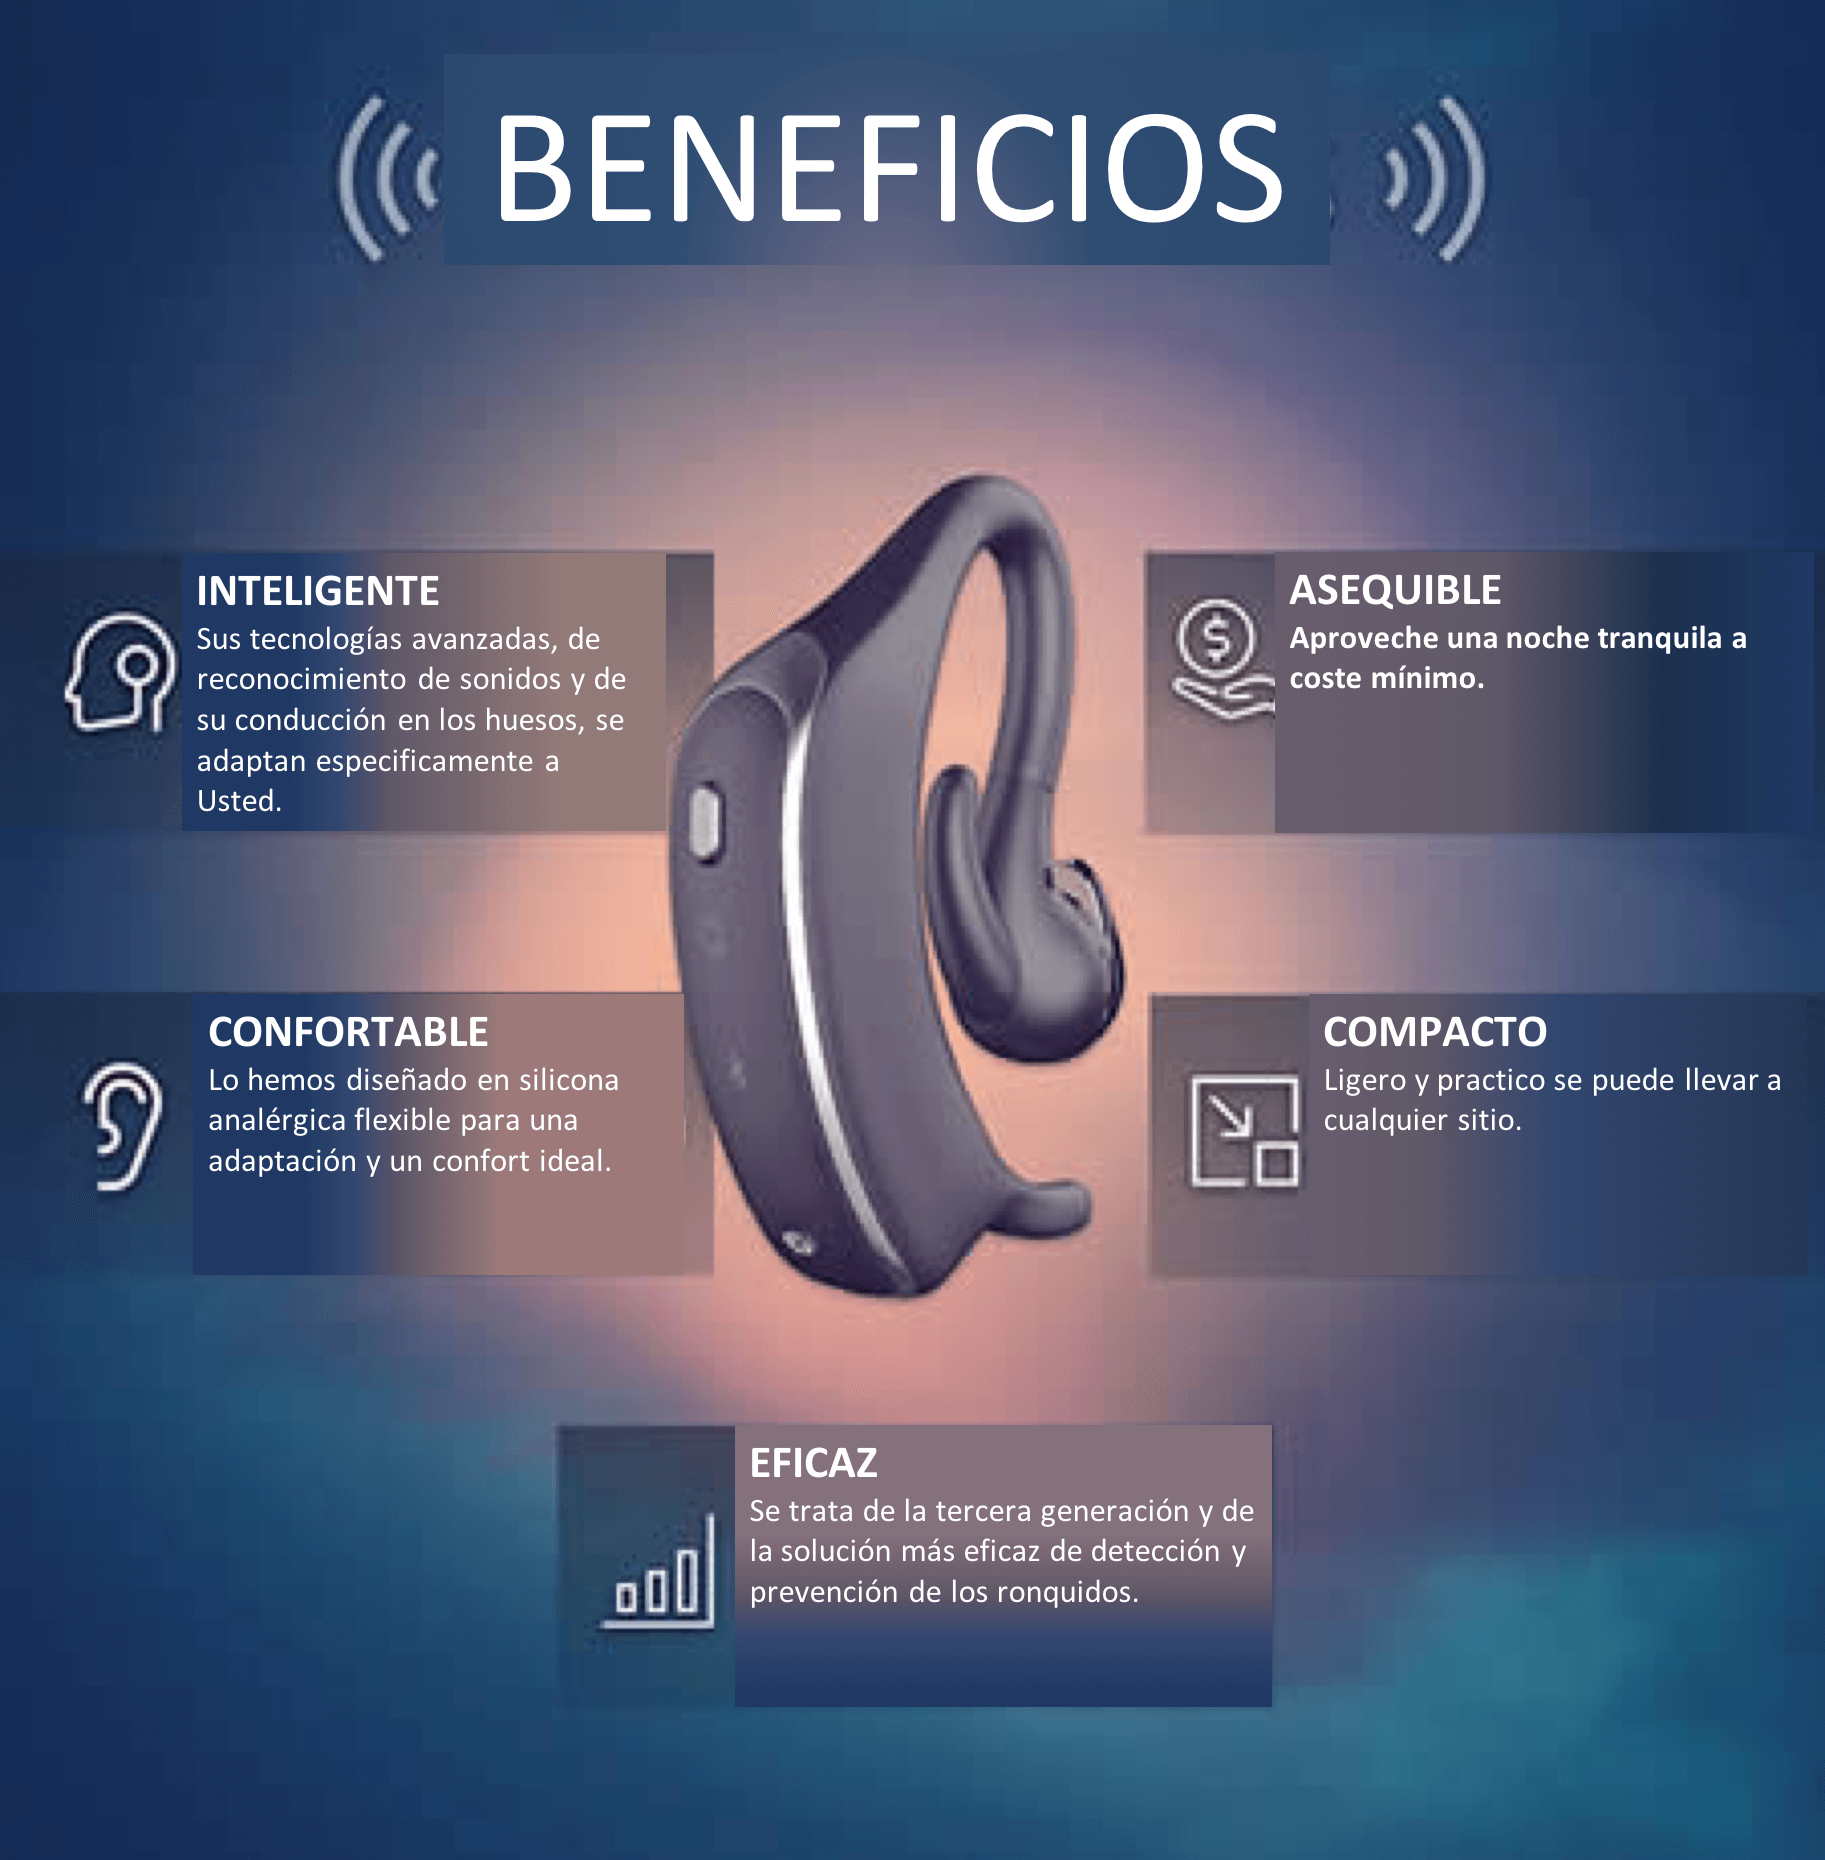 BENEFICIOS
INTELIGENTE
Sus tecnologías avanzadas, de
reconocimiento de sonidos y de
su conducción en los huesos, se
adaptan especificamente a
Usted.
ASEQUIBLE
Aproveche una noche tranquila a
coste mínimo.
CONFORTABLE
Lo hemos diseñado en silicona
analérgica flexible para una
adaptación y un confort ideal.
COMPACTO
Ligero y practico se puede llevar a
cualquier sitio.
EFICAZ
Se trata de la tercera generación y de
la solución más eficaz de detección y
prevención de los ronquidos.